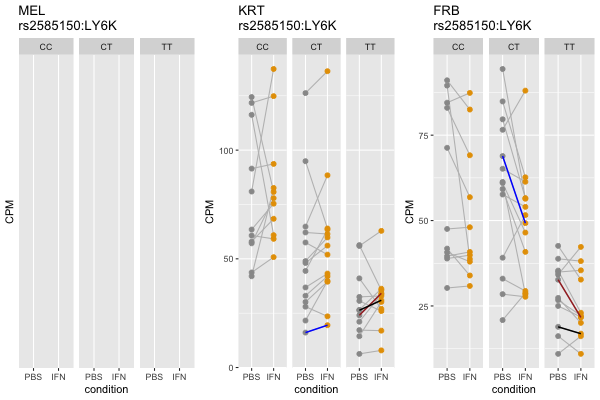 MEL
rs2585150:LY6K
CC CT TT
CPM
PBS IFN PBS IFN PBS IFN
condition
KRT
rs2585150:LY6K
CC CT TT
CPM
100
50
0
PBS IFN PBS IFN PBS IFN
condition
FRB
rs2585150:LY6K
CC CT TT
CPM
75
50
25
PBS IFN PBS IFN PBS IFN
condition